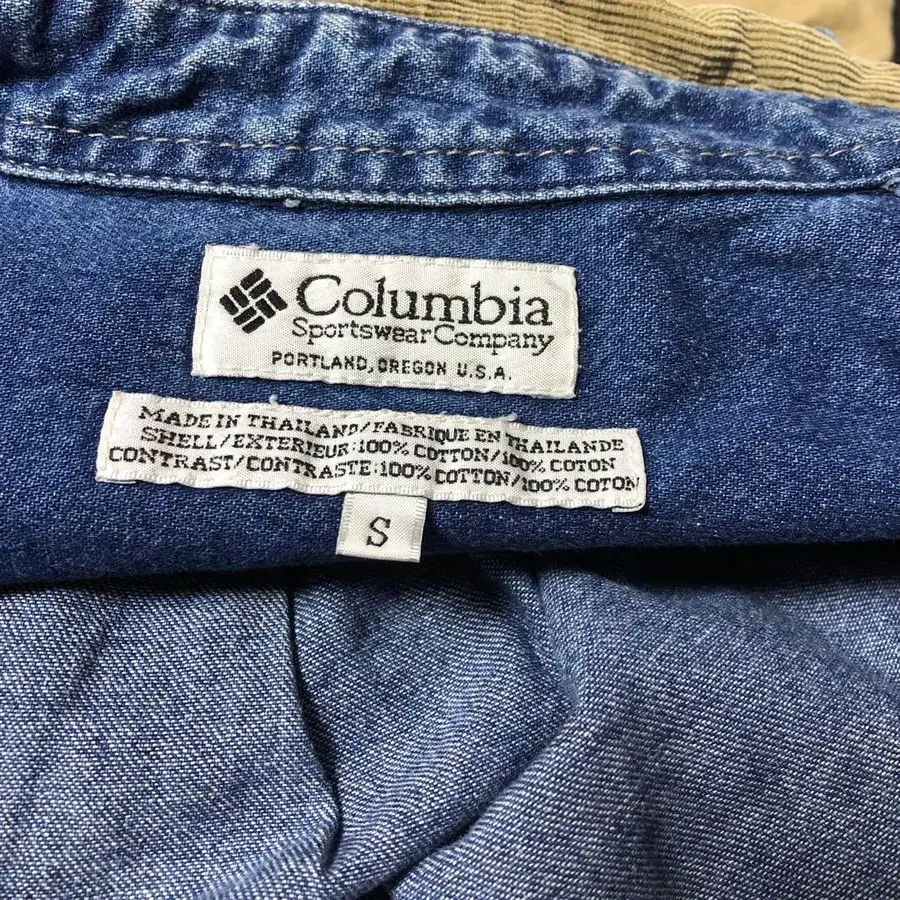 Columbia
Sportswear Company
PORTLAND, OREGON U.S.A.
MADE IN THAILAND/FABRIQUE EN THAILANDE
SHELL/EXTERIEUR:100% COTTON/100% COTON
CONTRAST/CONTRASTE:100% COTTON/100% COTON
S